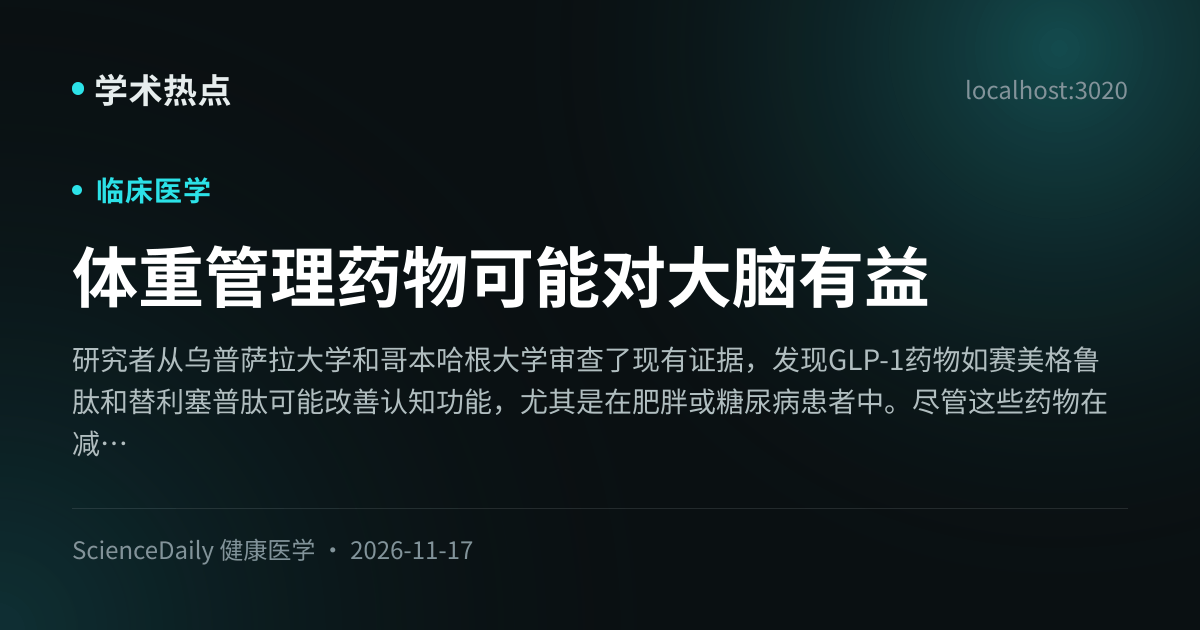 学术热点
localhost:3020
临床医学
体重管理药物可能对大脑有益
研究者从乌普萨拉大学和哥本哈根大学审查了现有证据，发现GLP-1药物如赛美格鲁
肽和替利塞普肽可能改善认知功能，尤其是在肥胖或糖尿病患者中。尽管这些药物在
减…
ScienceDaily 健康医学 • 2026-11-17